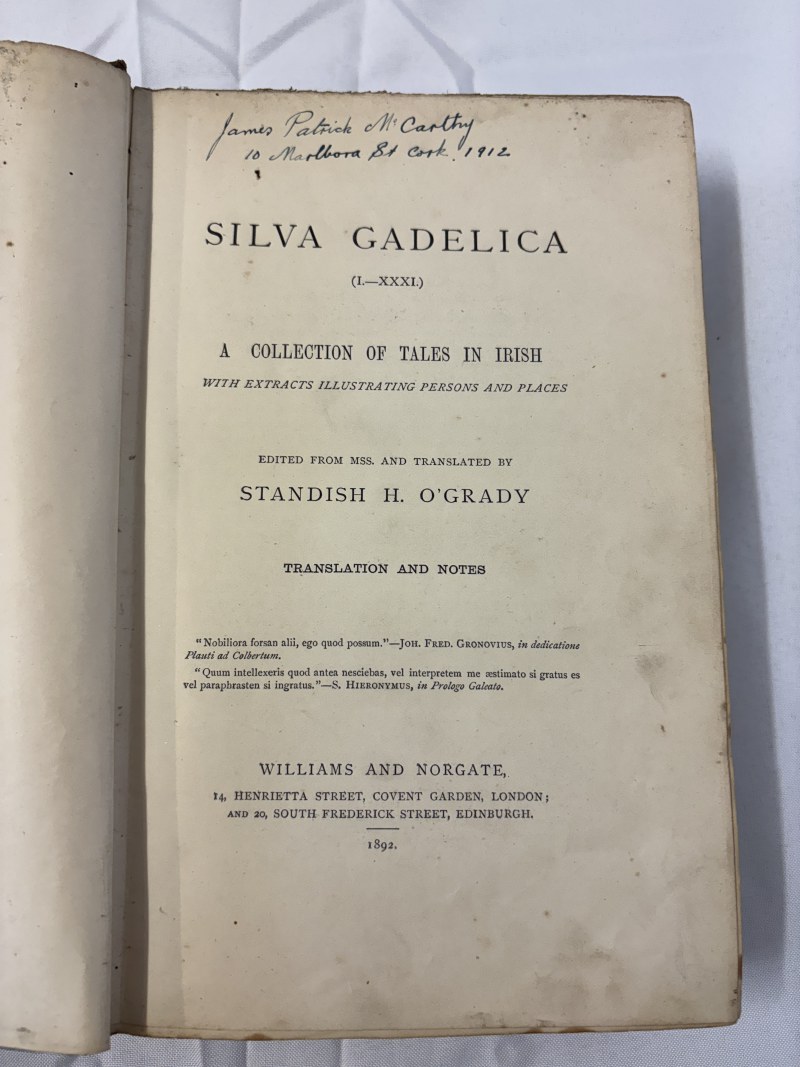 James Patrick McCarthy
10 Marlbora St Cork. 1912
SILVA GADELICA
(I.—XXXI.)
A COLLECTION OF TALES IN IRISH
WITH EXTRACTS ILLUSTRATING PERSONS AND PLACES
EDITED FROM MSS. AND TRANSLATED BY
STANDISH H. O'GRADY
TRANSLATION AND NOTES
"Nobiliora forsan alii, ego quod possum."—JOH. FRED. GRONOVIUS, in dedicatione
Plauti ad Colbertum.
"Quum intellexeris quod antea nesciebas, vel interpretem me æstimato si gratus es
vel paraphrasten si ingratus."—S. HIERONYMUS, in Prologo Galeato.
WILLIAMS AND NORGATE,
14, HENRIETTA STREET, COVENT GARDEN, LONDON;
AND 20, SOUTH FREDERICK STREET, EDINBURGH.
1892.